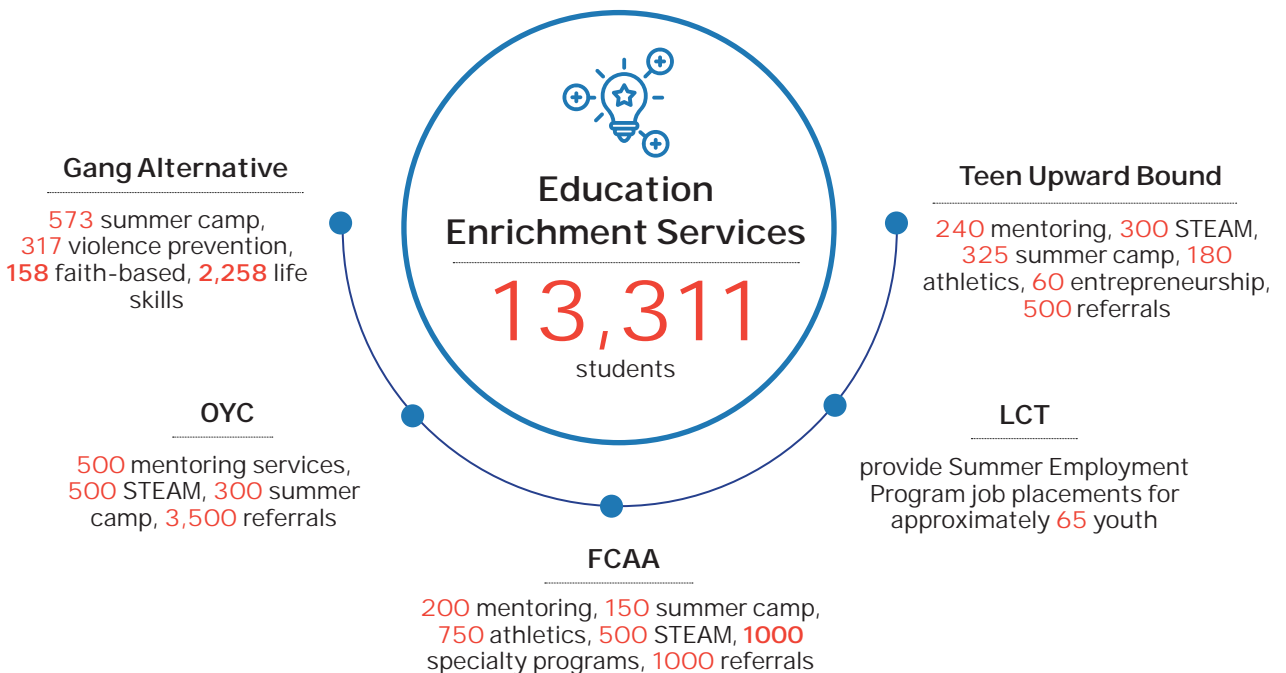 Education
Enrichment Services
13,311
students
Gang Alternative
573 summer camp,
317 violence prevention,
158 faith-based, 2,258 life
skills
OYC
500 mentoring services,
500 STEAM, 300 summer
camp, 3,500 referrals
FCAA
200 mentoring, 150 summer camp,
750 athletics, 500 STEAM, 1000
specialty programs, 1000 referrals
LCT
provide Summer Employment
Program job placements for
approximately 65 youth
Teen Upward Bound
240 mentoring, 300 STEAM,
325 summer camp, 180
athletics, 60 entrepreneurship,
500 referrals